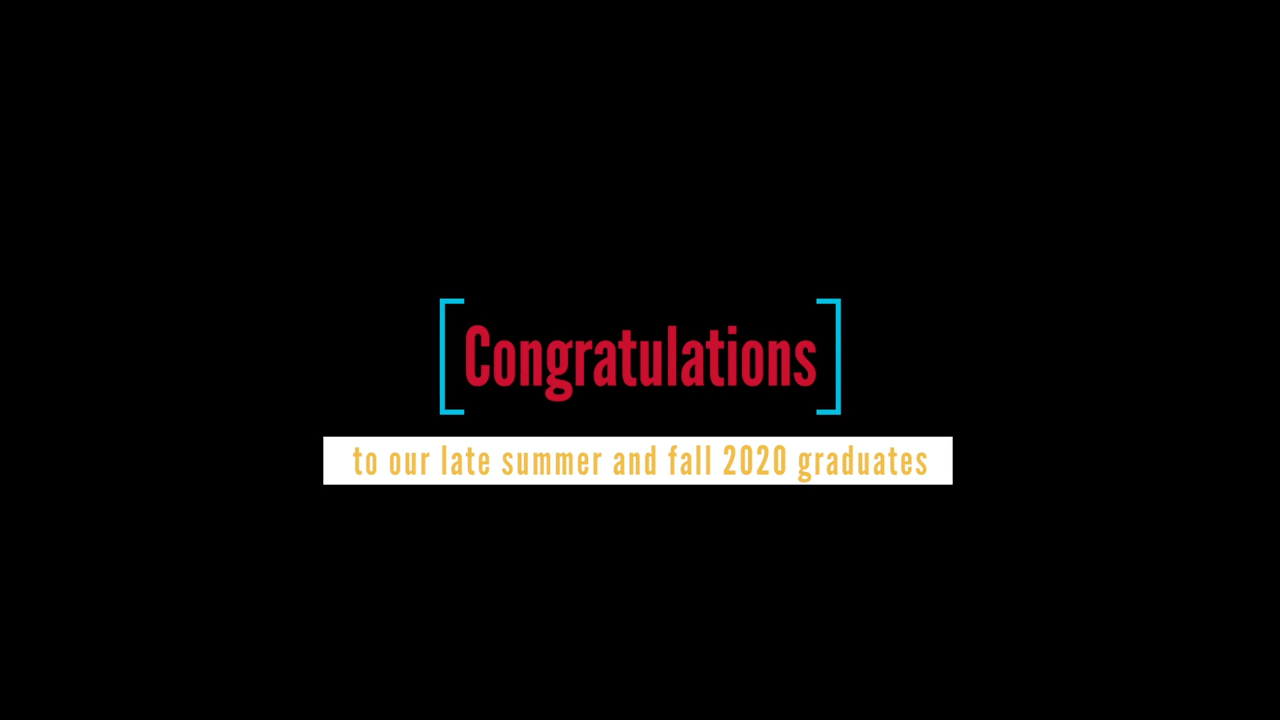 Congratulations
to our late summer and fall 2020 graduates